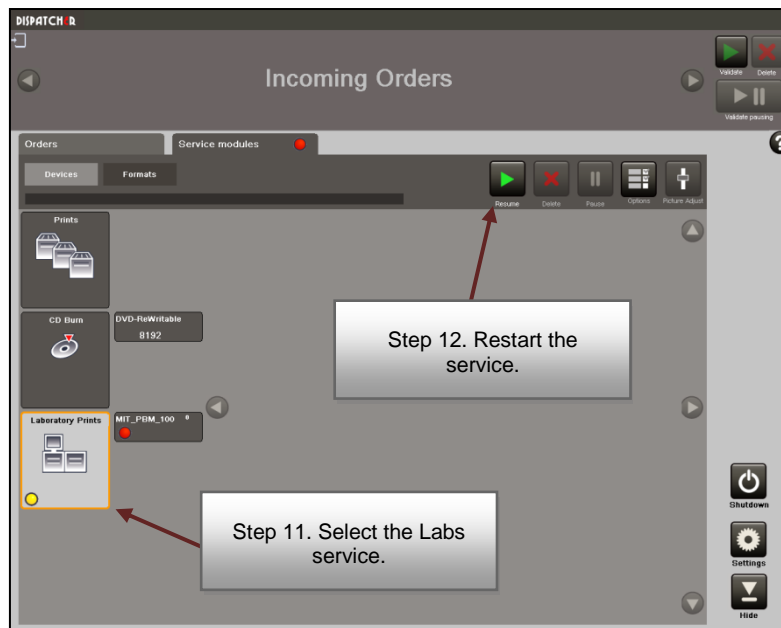 DISPATCHER
Incoming Orders
Validate Delete
Validate pausing
Orders Service modules
?
Devices Formats
Resume Delete Pause Options Picture Adjust
Prints
CD Burn
DVD-ReWritable
8192
Step 12. Restart the
service.
Laboratory Prints
MIT_PBM_100 0
Step 11. Select the Labs
service.
Shutdown
Settings
Hide